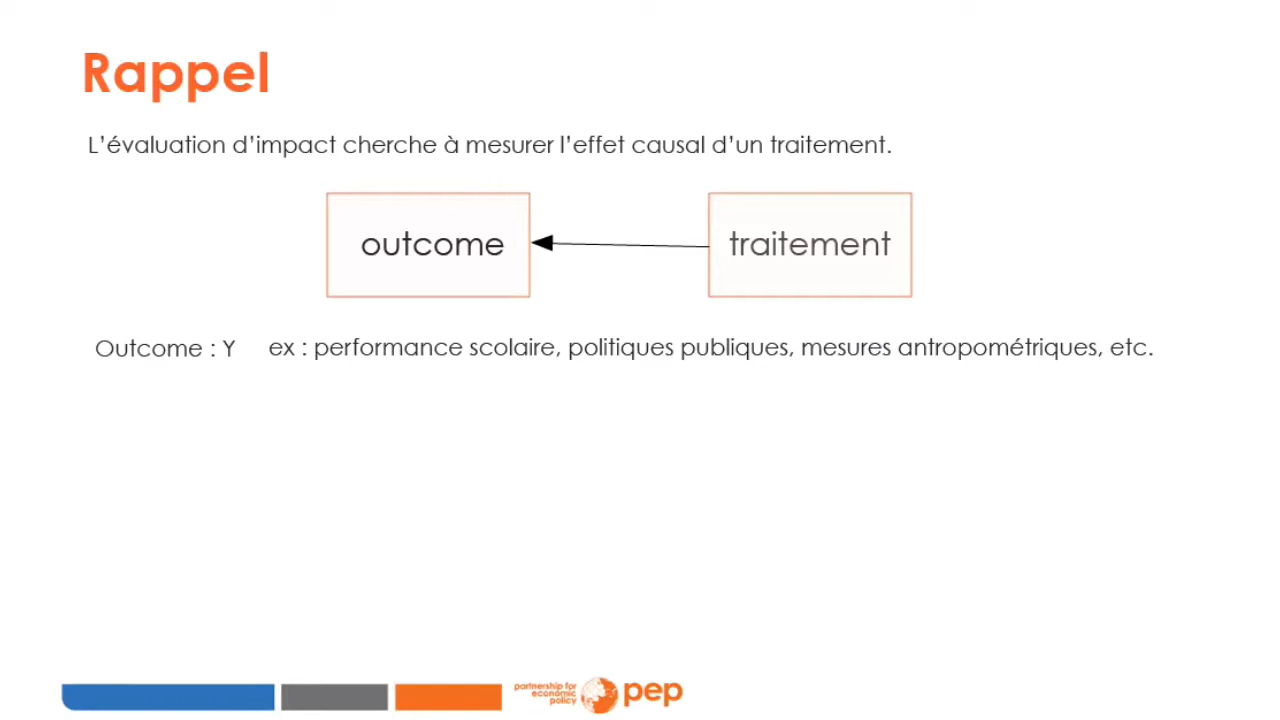 Rappel
L’évaluation d’impact cherche à mesurer l’effet causal d’un traitement.
outcome
traitement
Outcome : Y ex : performance scolaire, politiques publiques, mesures antropométriques, etc.
partnership for
economic
policy
pep